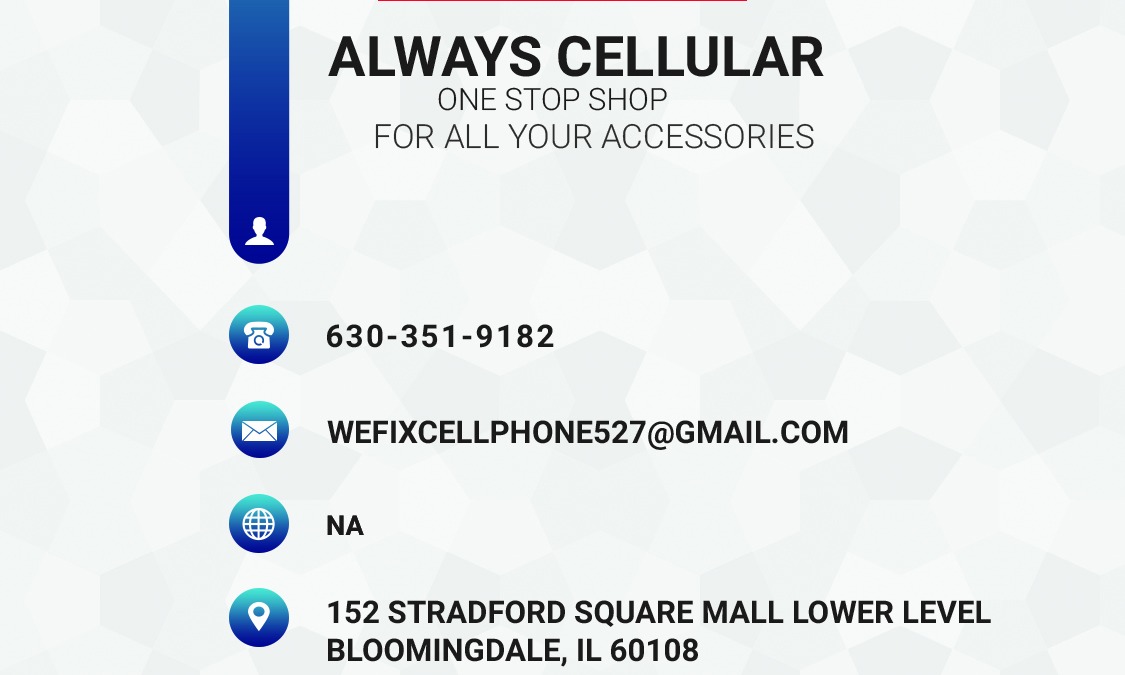 ALWAYS CELLULAR
ONE STOP SHOP
FOR ALL YOUR ACCESSORIES
630-351-9182
WEFIXCELLPHONE527@GMAIL.COM
NA
152 STRADFORD SQUARE MALL LOWER LEVEL
BLOOMINGDALE, IL 60108